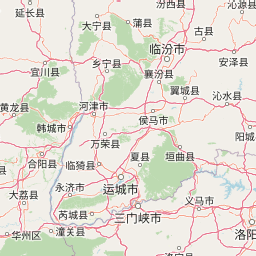 延长县
大宁县
蒲县
汾西县
古县
沁源县
临汾市
安泽县
宜川县
乡宁县
襄汾县
翼城县
沁水县
黄龙县
河津市
侯马市
韩城市
万荣县
阳城县
合阳县
临猗县
夏县
垣曲县
大荔县
永济市
运城市
芮城县
三门峡市
义马市
华州区
潼关县
洛阳